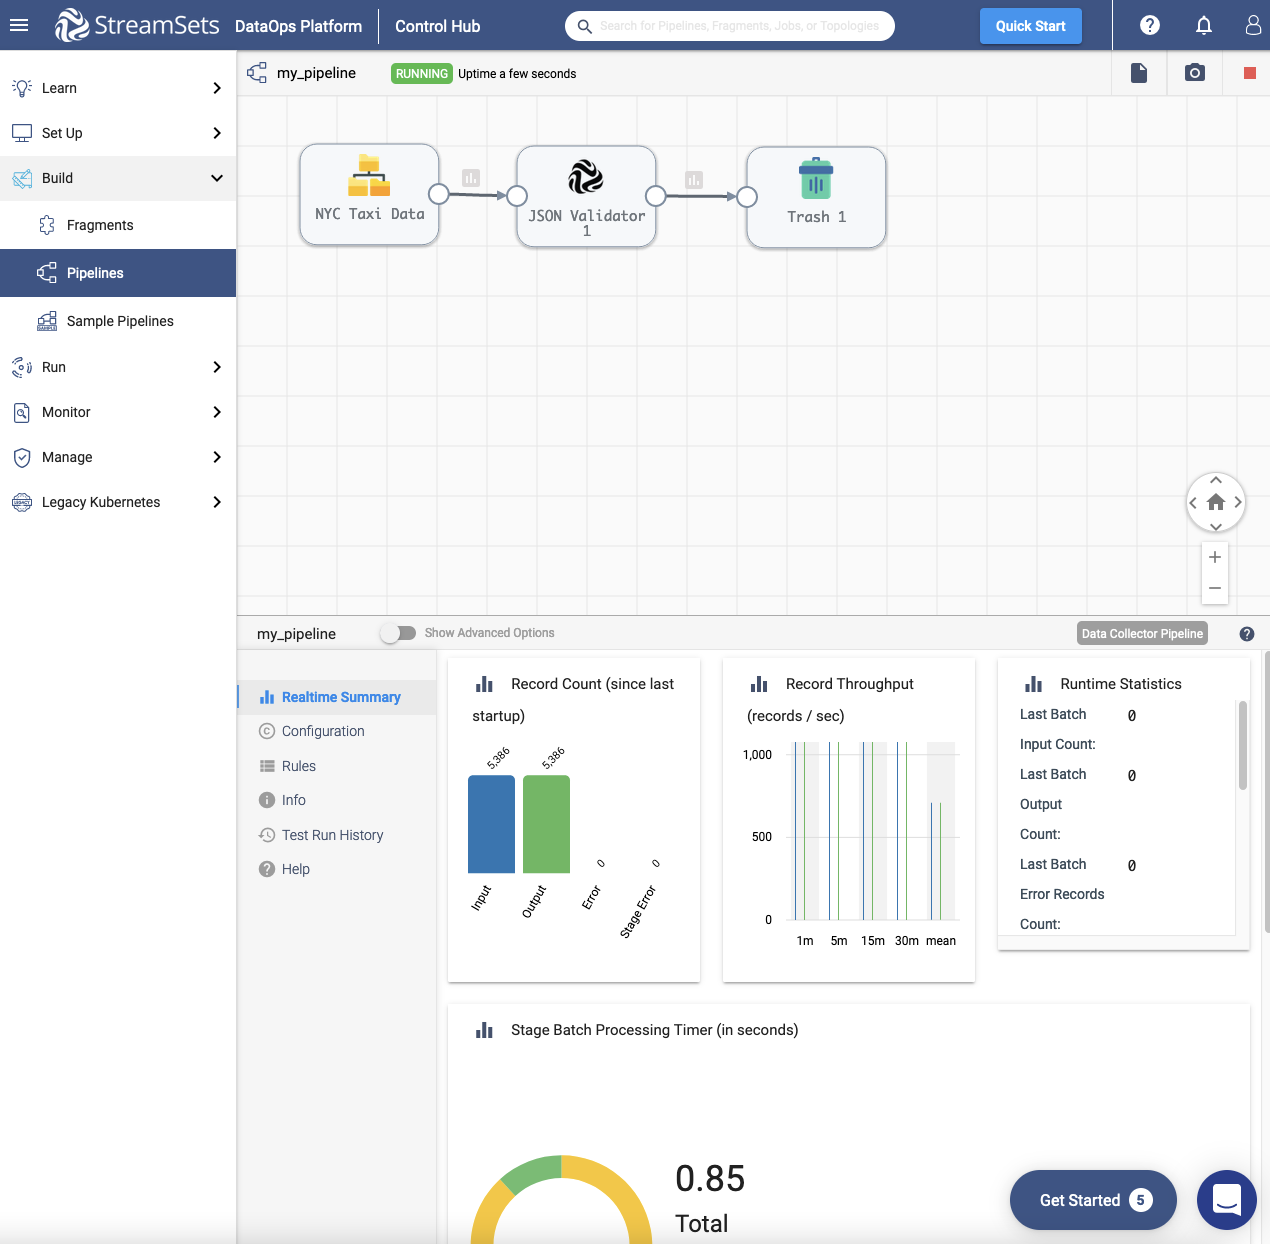 StreamSets DataOps Platform Control Hub
Search for Pipelines, Fragments, Jobs, or Topologies
Quick Start
Learn
Set Up
Build
Fragments
Pipelines
Sample Pipelines
Run
Monitor
Manage
Legacy Kubernetes
my_pipeline
RUNNING Uptime a few seconds
NYC Taxi Data
JSON Validator
1
Trash 1
my_pipeline
Show Advanced Options
Data Collector Pipeline
Realtime Summary
Configuration
Rules
Info
Test Run History
Help
Record Count (since last
startup)
5,386
5,386
0
0
Input
Output
Error
Stage Error
Record Throughput
(records / sec)
1,000
500
0
1m 5m 15m 30m mean
Runtime Statistics
Last Batch 0
Input Count:
Last Batch 0
Output
Count:
Last Batch 0
Error Records
Count:
Stage Batch Processing Timer (in seconds)
0.85
Total
Get Started 5